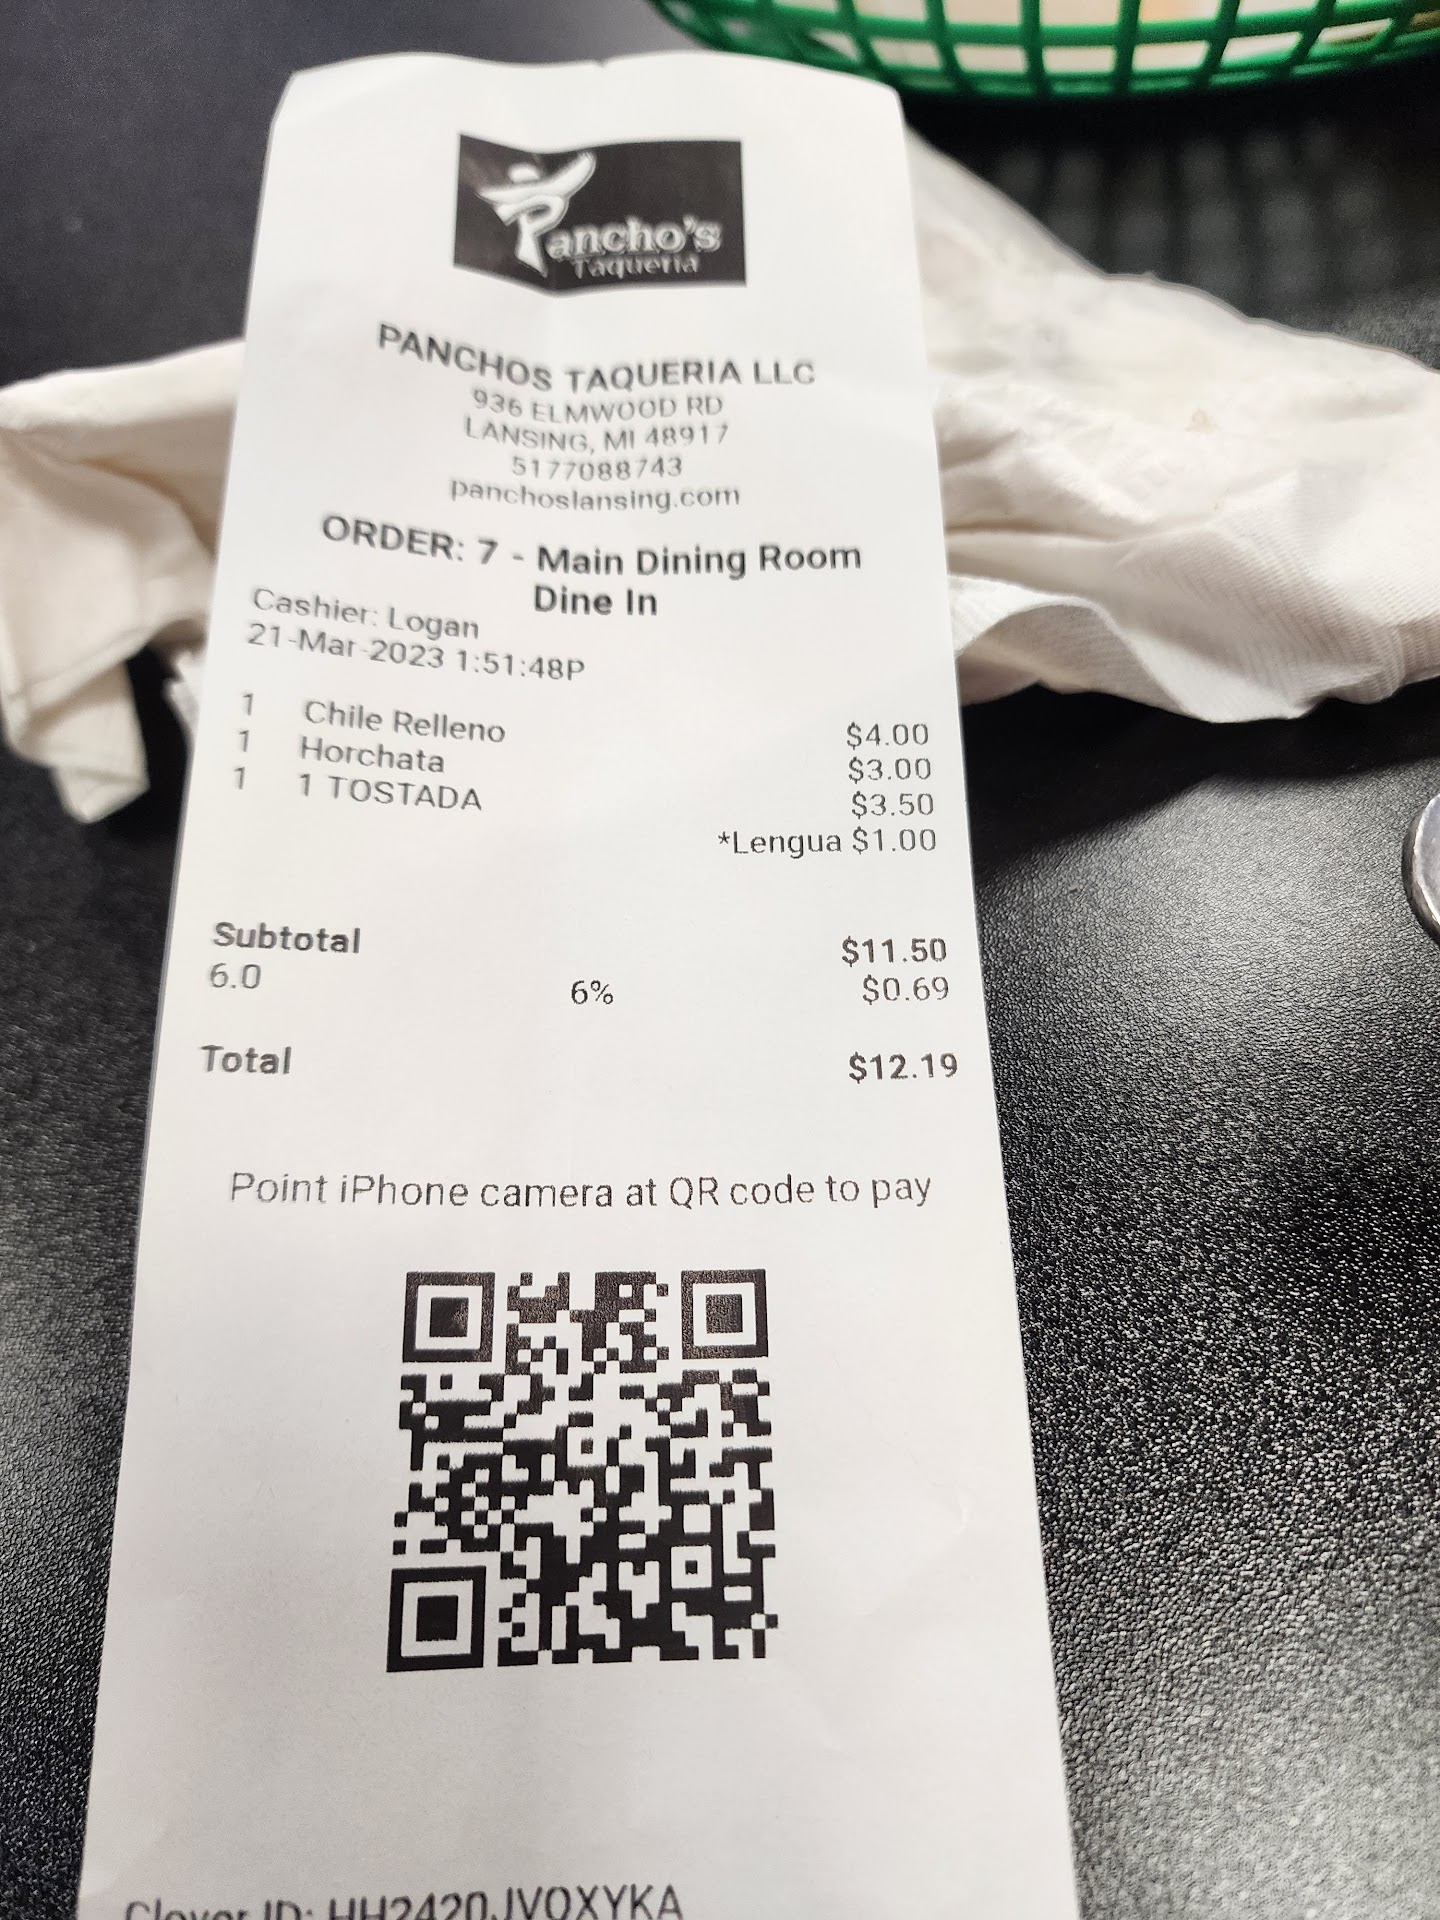 Pancho's
Taqueria
PANCHOS TAQUERIA LLC
936 ELMWOOD RD
LANSING, MI 48917
5177088743
panchoslansing.com
ORDER: 7 - Main Dining Room
Dine In
Cashier: Logan
21-Mar-2023 1:51:48P
1 Chile Relleno $4.00
1 Horchata $3.00
1 1 TOSTADA $3.50
*Lengua $1.00
Subtotal $11.50
6.0 6% $0.69
Total $12.19
Point iPhone camera at QR code to pay
Clover ID: HH2420JVQXYKA